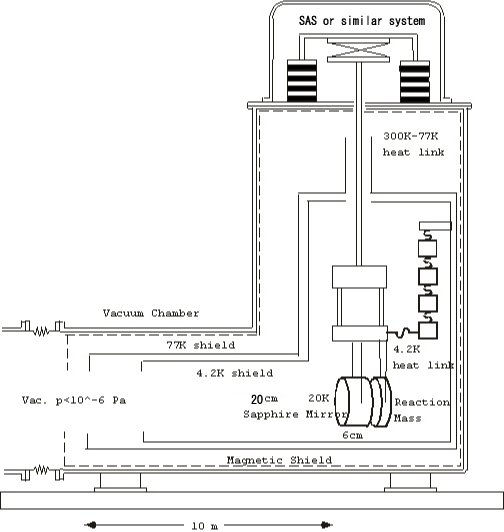 SAS or similar system
300K-77K
heat link
Vacuum Chamber
77K shield
4.2K
heat link
4.2K shield
Vac. p<10^-6 Pa
20cm
20K
Sapphire Mirror
Reaction
Mass
6cm
Magnetic Shield
10 m